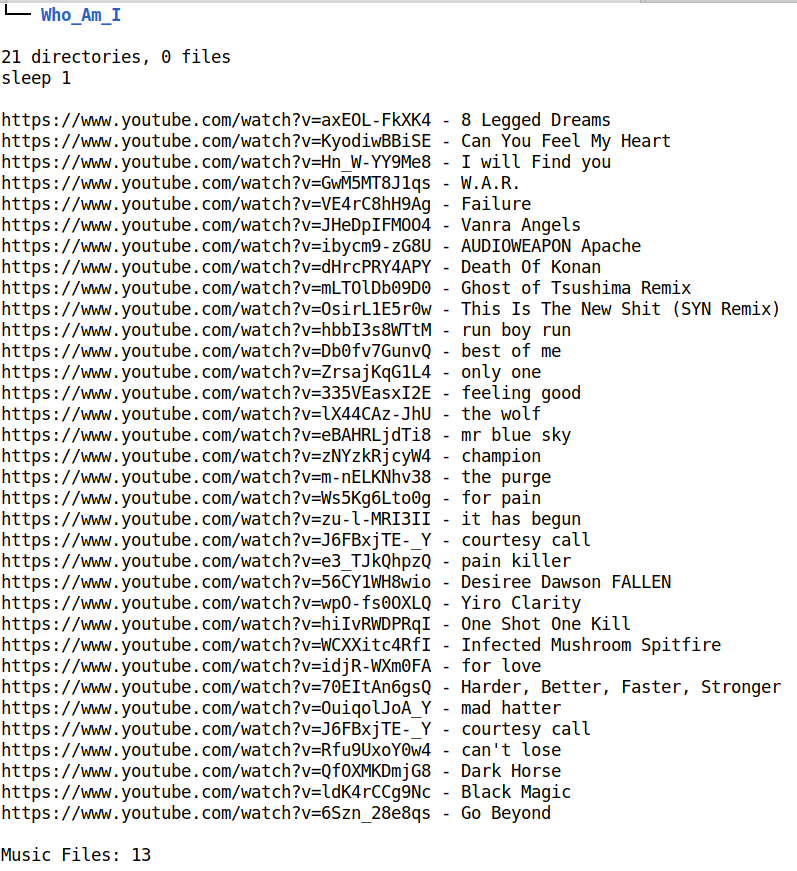 └── Who_Am_I
21 directories, 0 files
sleep 1
https://www.youtube.com/watch?v=axEOL-FkXK4 - 8 Legged Dreams
https://www.youtube.com/watch?v=KyodiwBBiSE - Can You Feel My Heart
https://www.youtube.com/watch?v=Hn_W-YY9Me8 - I will Find you
https://www.youtube.com/watch?v=GwM5MT8J1qs - W.A.R.
https://www.youtube.com/watch?v=VE4rC8hH9Ag - Failure
https://www.youtube.com/watch?v=JHeDpIFMOO4 - Vanra Angels
https://www.youtube.com/watch?v=ibycm9-zG8U - AUDIOWEAPON Apache
https://www.youtube.com/watch?v=dHrcPRY4APY - Death Of Konan
https://www.youtube.com/watch?v=mLTOlDb09D0 - Ghost of Tsushima Remix
https://www.youtube.com/watch?v=OsirL1E5r0w - This Is The New Shit (SYN Remix)
https://www.youtube.com/watch?v=hbbI3s8WTtM - run boy run
https://www.youtube.com/watch?v=Db0fv7GunvQ - best of me
https://www.youtube.com/watch?v=ZrsajKqG1L4 - only one
https://www.youtube.com/watch?v=335VEasxI2E - feeling good
https://www.youtube.com/watch?v=lX44CAz-JhU - the wolf
https://www.youtube.com/watch?v=eBAHRLjdTi8 - mr blue sky
https://www.youtube.com/watch?v=zNYzkRjcyW4 - champion
https://www.youtube.com/watch?v=m-nELKNhv38 - the purge
https://www.youtube.com/watch?v=Ws5Kg6Lto0g - for pain
https://www.youtube.com/watch?v=zu-l-MRI3II - it has begun
https://www.youtube.com/watch?v=J6FBxjTE-_Y - courtesy call
https://www.youtube.com/watch?v=e3_TJkQhpzQ - pain killer
https://www.youtube.com/watch?v=56CY1WH8wio - Desiree Dawson FALLEN
https://www.youtube.com/watch?v=wpO-fs0OXLQ - Yiro Clarity
https://www.youtube.com/watch?v=hiIvRWDPRqI - One Shot One Kill
https://www.youtube.com/watch?v=WCXXitc4RfI - Infected Mushroom Spitfire
https://www.youtube.com/watch?v=idjR-WXm0FA - for love
https://www.youtube.com/watch?v=70EItAn6gsQ - Harder, Better, Faster, Stronger
https://www.youtube.com/watch?v=OuiqolJoA_Y - mad hatter
https://www.youtube.com/watch?v=J6FBxjTE-_Y - courtesy call
https://www.youtube.com/watch?v=Rfu9UxoY0w4 - can't lose
https://www.youtube.com/watch?v=QfOXMKDmjG8 - Dark Horse
https://www.youtube.com/watch?v=ldK4rCCg9Nc - Black Magic
https://www.youtube.com/watch?v=6Szn_28e8qs - Go Beyond
Music Files: 13